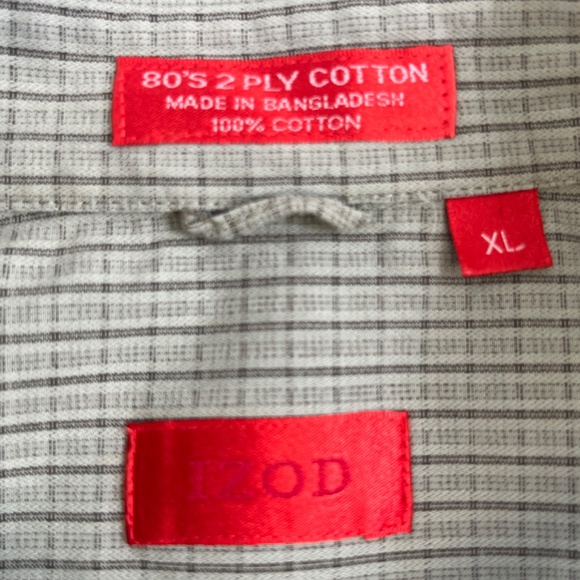 80'S 2 PLY COTTON
MADE IN BANGLADESH
100% COTTON
XL
IZOD